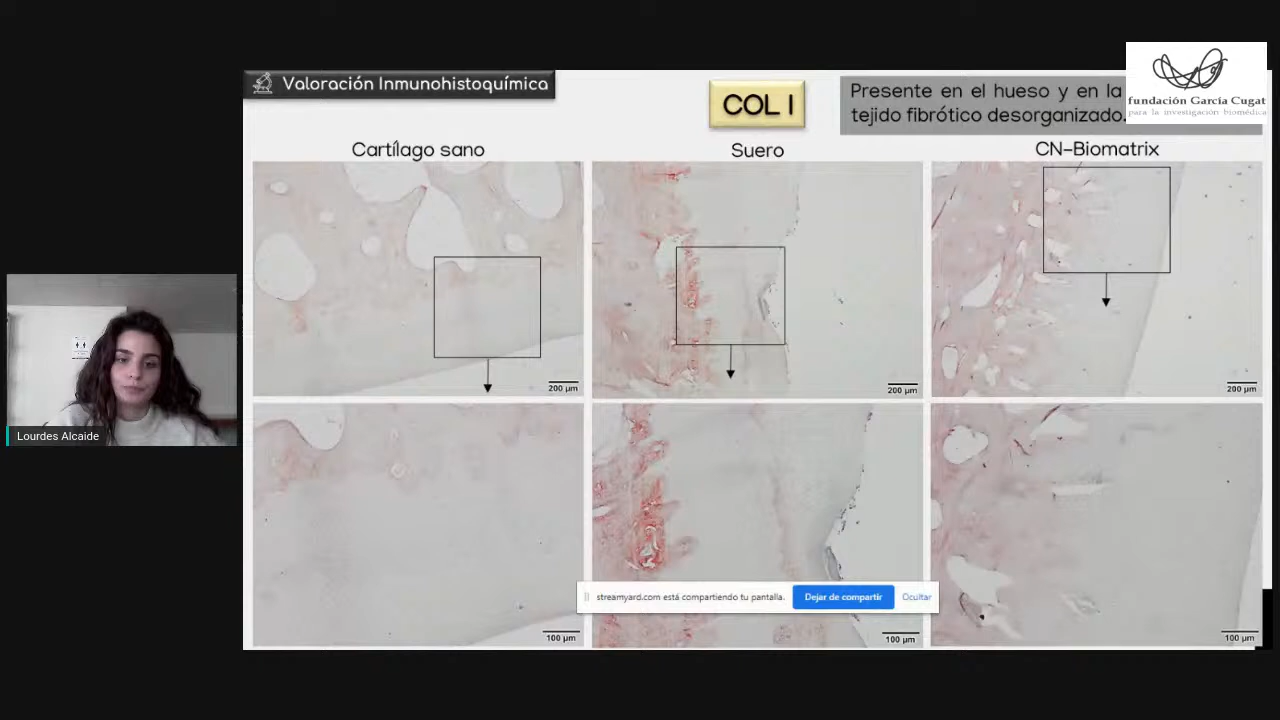 Valoración Inmunohistoquímica
COL I
Presente en el hueso y en la
tejido fibrótico desorganizado.
fundación García Cugat
para la investigación biomédica
Cartílago sano
Suero
CN-Biomatrix
200 µm
200 µm
200 µm
Lourdes Alcaide
streamyard.com está compartiendo tu pantalla.
Dejar de compartir
Ocultar
100 µm
100 µm
100 µm